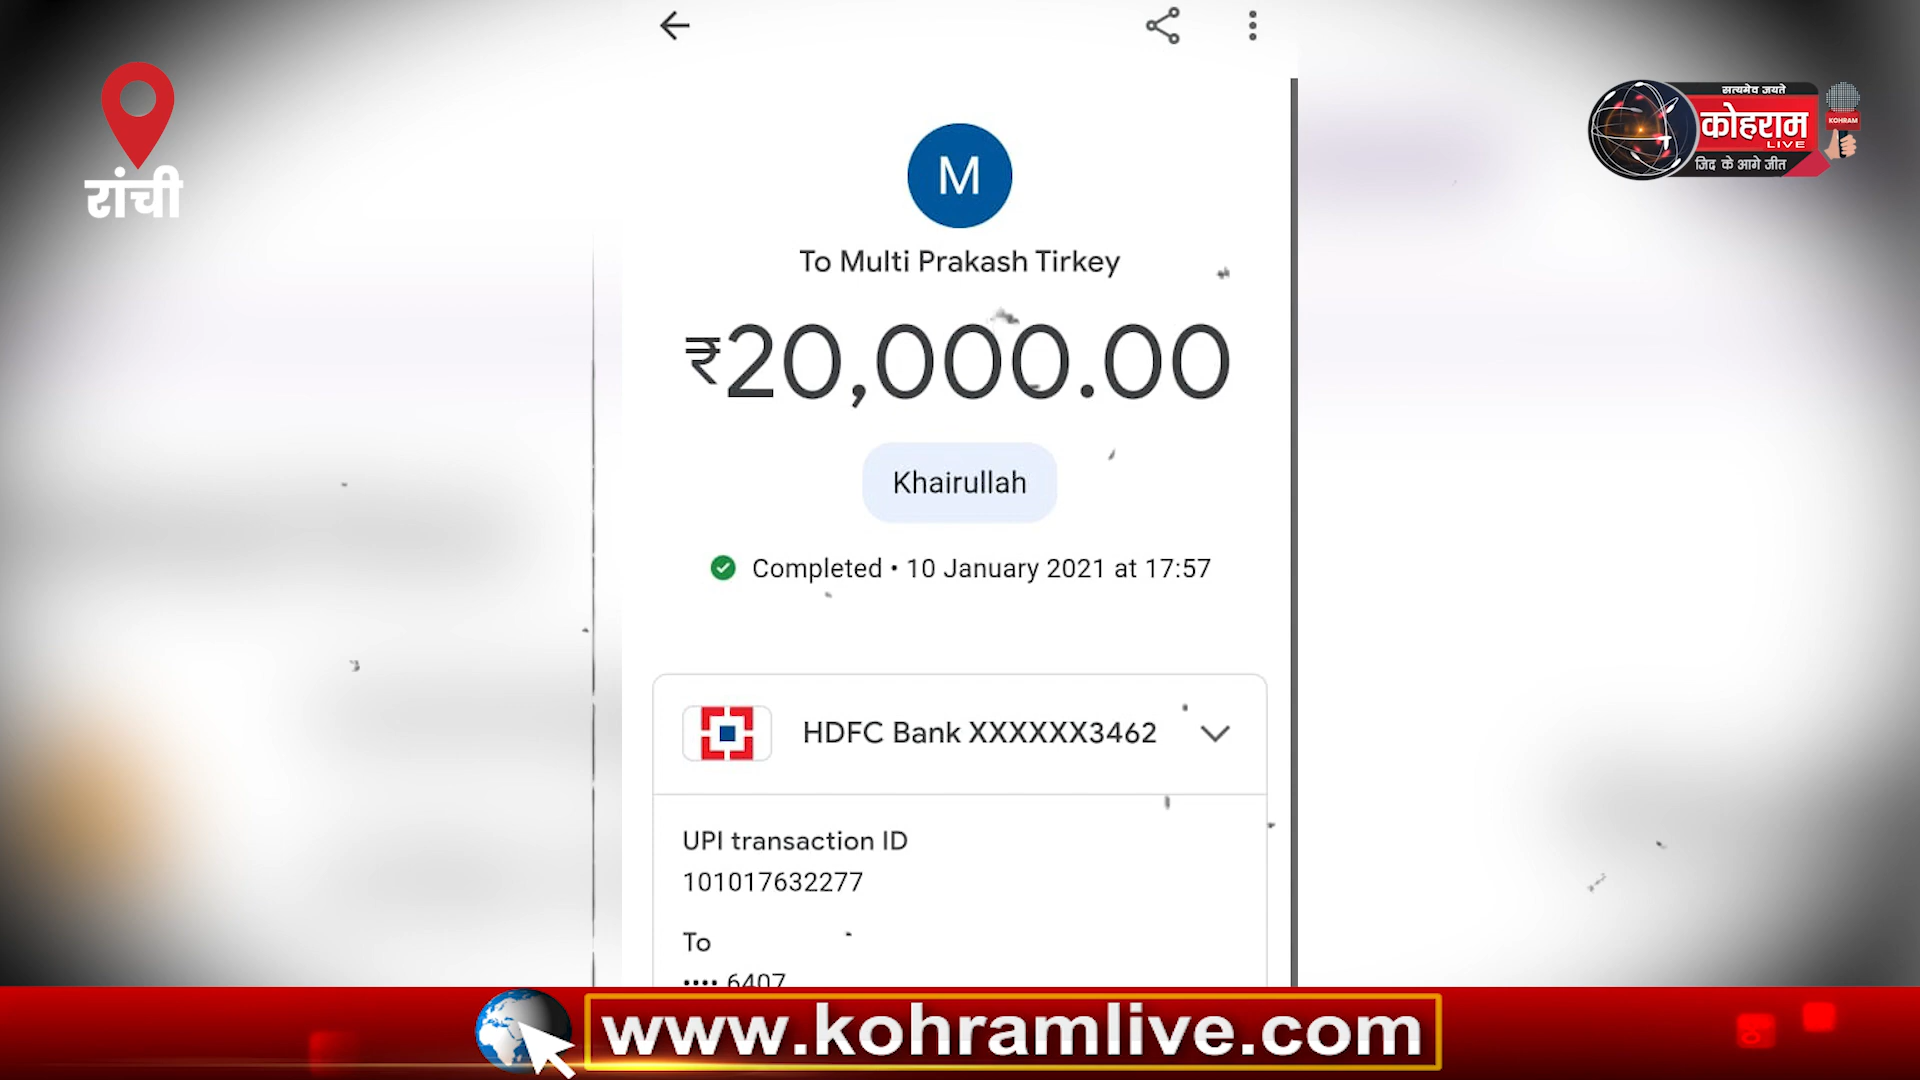 रांची
सत्यमेव जयते
कोहराम
LIVE
जिद के आगे जीत
KOHRAM
M
To Multi Prakash Tirkey
₹20,000.00
Khairullah
Completed • 10 January 2021 at 17:57
HDFC Bank XXXXXX3462
UPI transaction ID
101017632277
To
•••• 6407
www.kohramlive.com